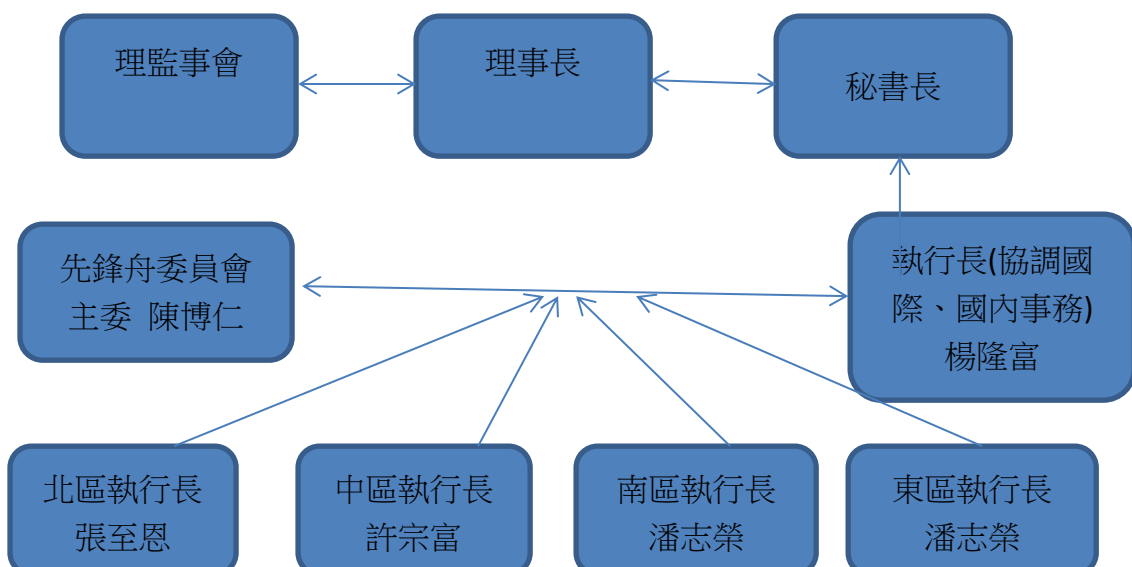 理監事會
理事長
秘書長
先鋒舟委員會
主委 陳博仁
執行長(協調國
際、國內事務)
楊隆富
北區執行長
張至恩
中區執行長
許宗富
南區執行長
潘志榮
東區執行長
潘志榮